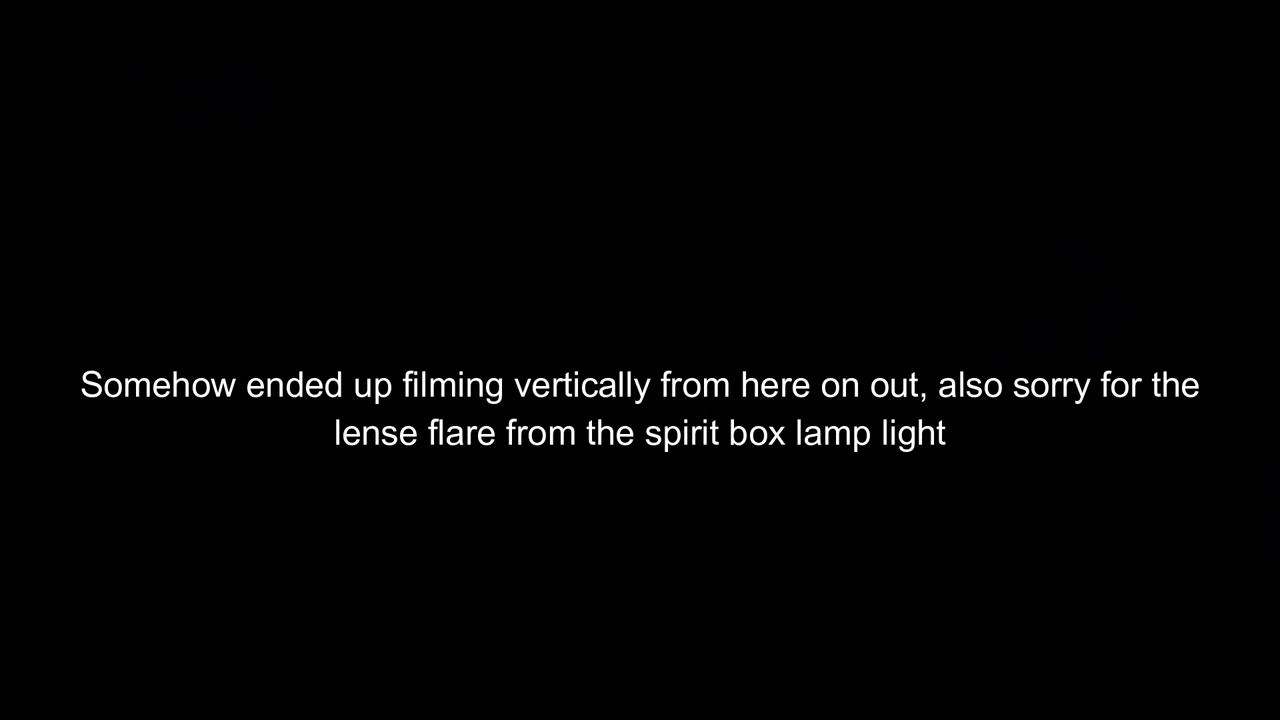 Somehow ended up filming vertically from here on out, also sorry for the
lense flare from the spirit box lamp light